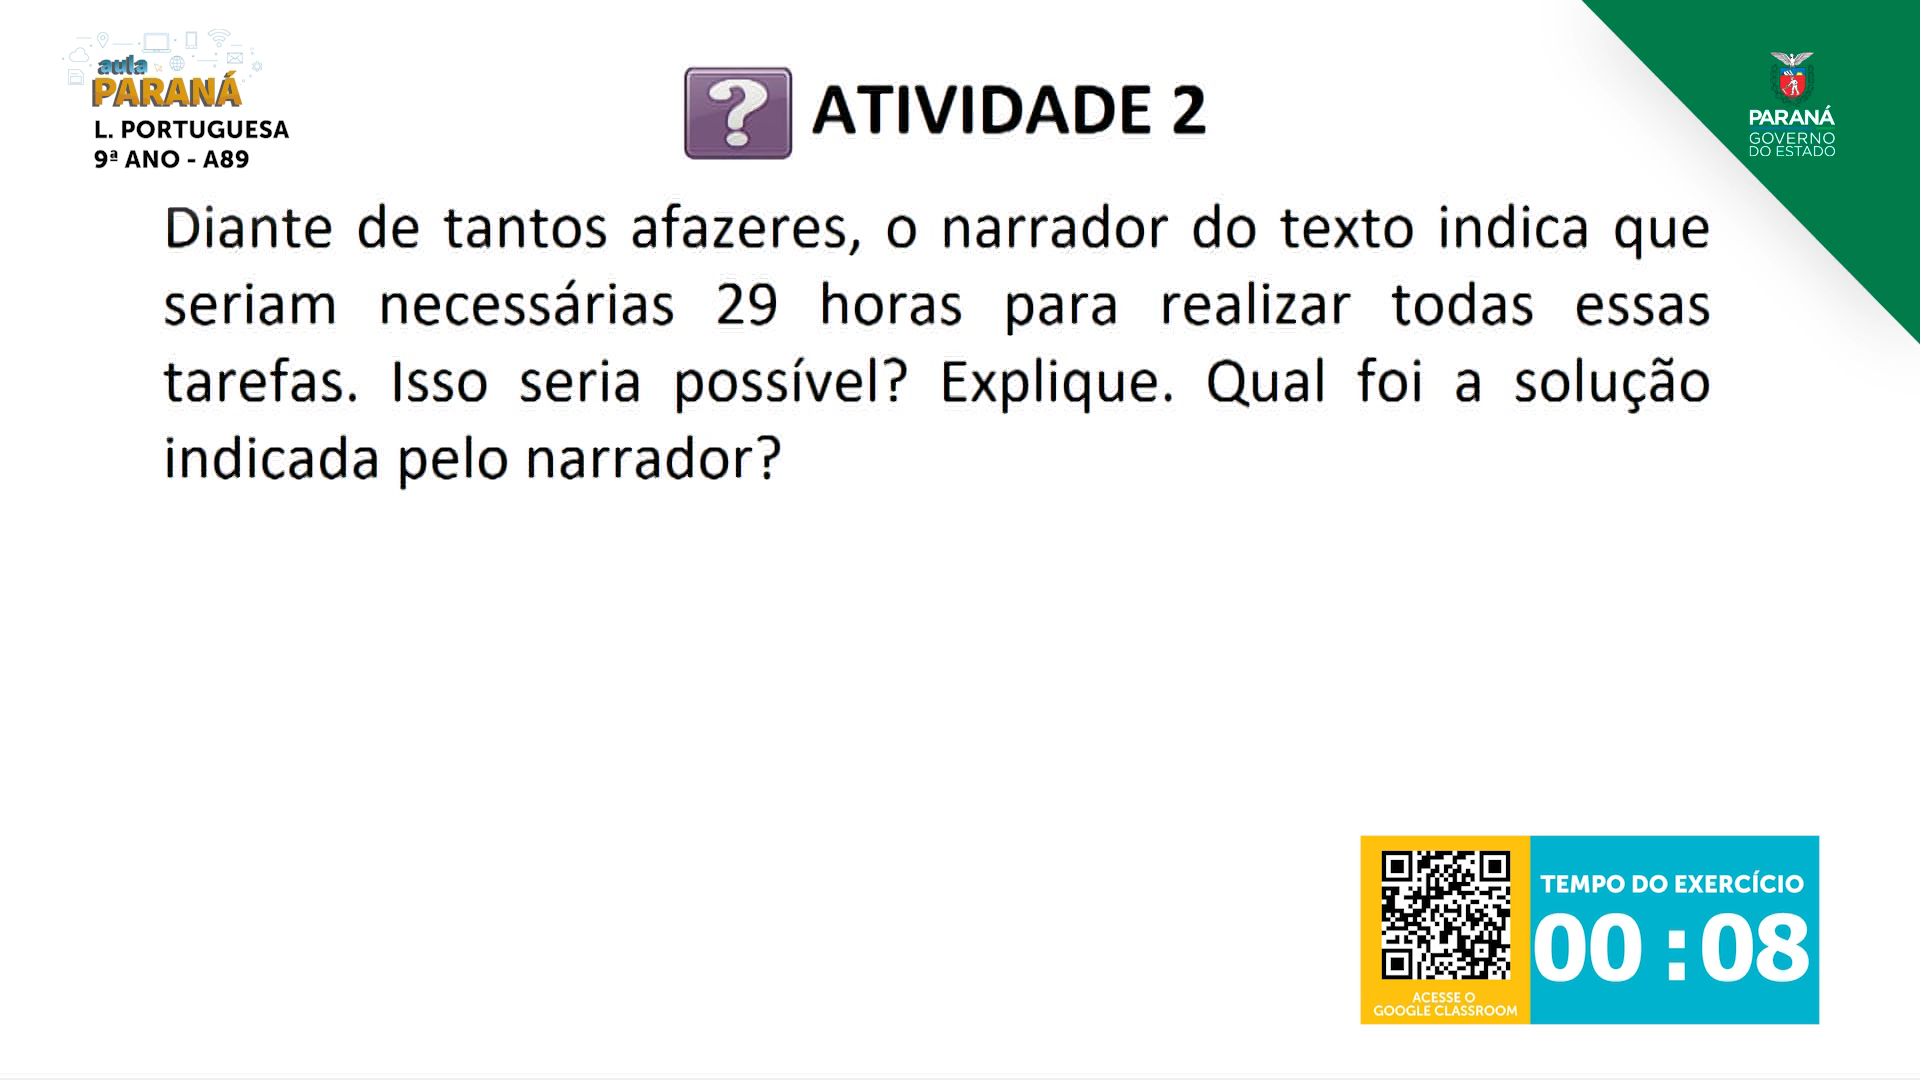 aula
PARANÁ
L. PORTUGUESA
9ª ANO - A89
? ATIVIDADE 2
PARANÁ
GOVERNO
DO ESTADO
Diante de tantos afazeres, o narrador do texto indica que
seriam necessárias 29 horas para realizar todas essas
tarefas. Isso seria possível? Explique. Qual foi a solução
indicada pelo narrador?
TEMPO DO EXERCÍCIO
00:08
ACESSE O
GOOGLE CLASSROOM